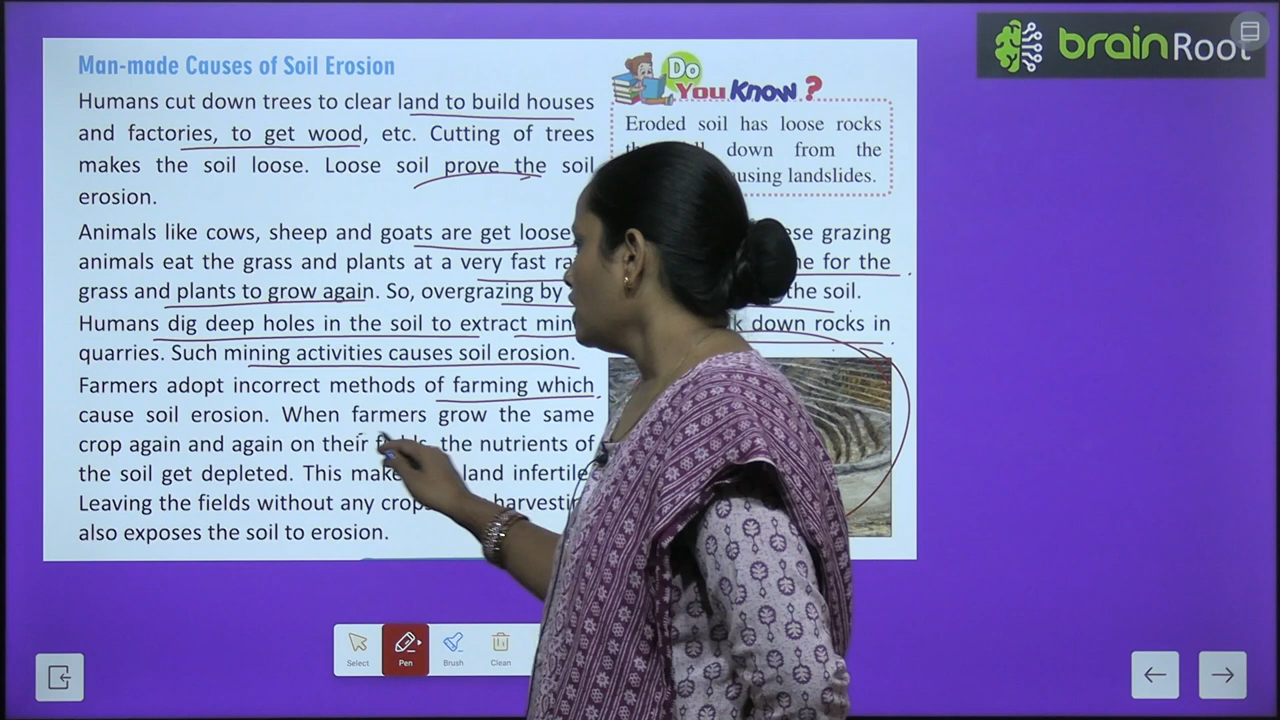 brainRoot
Man-made Causes of Soil Erosion
Humans cut down trees to clear land to build houses
and factories, to get wood, etc. Cutting of trees
makes the soil loose. Loose soil prove the soil
erosion.
Do
You Know ?
Eroded soil has loose rocks
down from the
landslides.
Animals like cows, sheep and goats are get loose grazing
animals eat the grass and plants at a very fast for the
grass and plants to grow again. So, overgrazing by the soil.
Humans dig deep holes in the soil to extract down rocks in
quarries. Such mining activities causes soil erosion.
Farmers adopt incorrect methods of farming which
cause soil erosion. When farmers grow the same
crop again and again on their the nutrients of
the soil get depleted. This land infertile
Leaving the fields without any
also exposes the soil to erosion.
Select
Pen
Brush
Clean